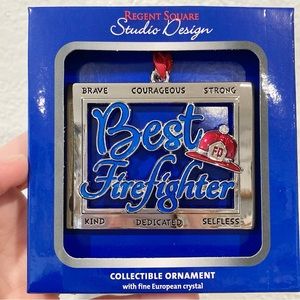 REGENT SQUARE
Studio Design
BRAVE COURAGEOUS STRONG
Best
FD
Firefighter
KIND DEDICATED SELFLESS
COLLECTIBLE ORNAMENT
with fine European crystal